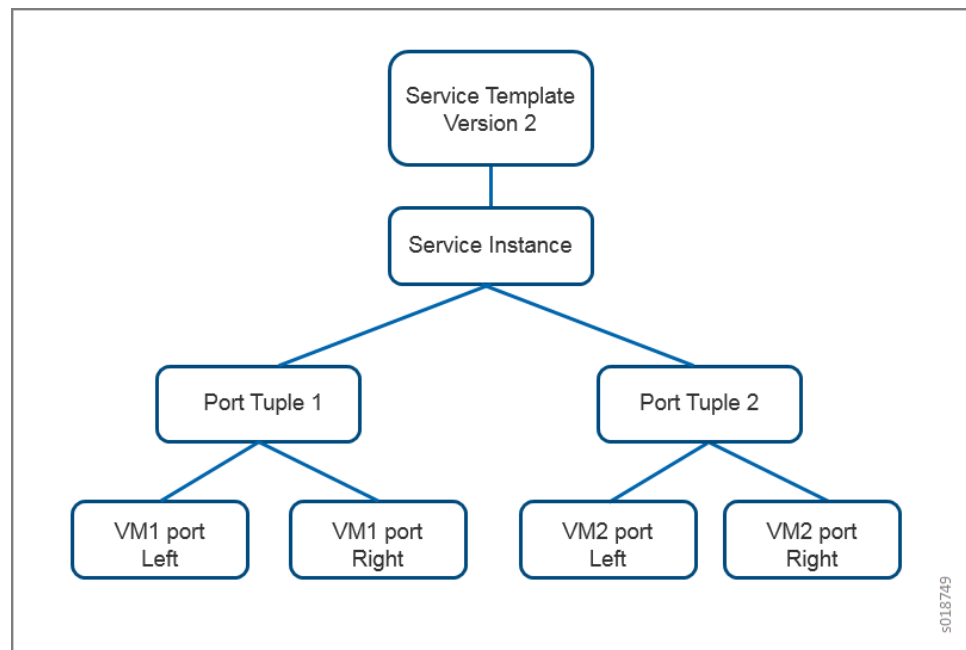 Service Template
Version 2
Service Instance
Port Tuple 1
Port Tuple 2
VM1 port
Left
VM1 port
Right
VM2 port
Left
VM2 port
Right
s018749